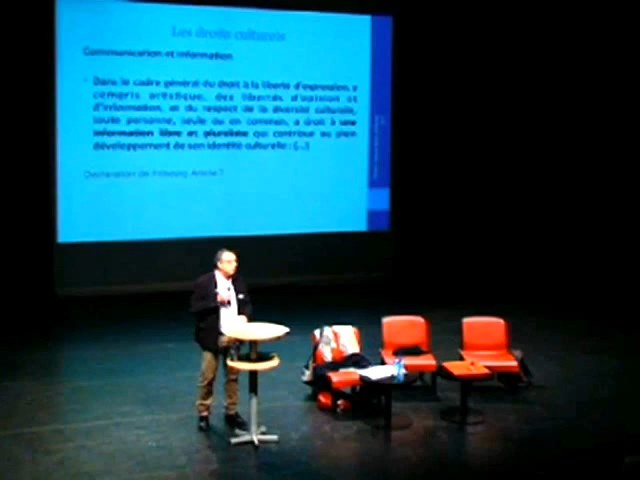 Les droits culturels
Communication et information
Dans le cadre général du droit à la liberté d'expression, y
compris artistique, des libertés d'opinion et
d'information, et du respect de la diversité culturelle,
toute personne, seule ou en commun, a droit à une
information libre et pluraliste qui contribue au plein
développement de son identité culturelle : (...)
Déclaration de Fribourg Article 7